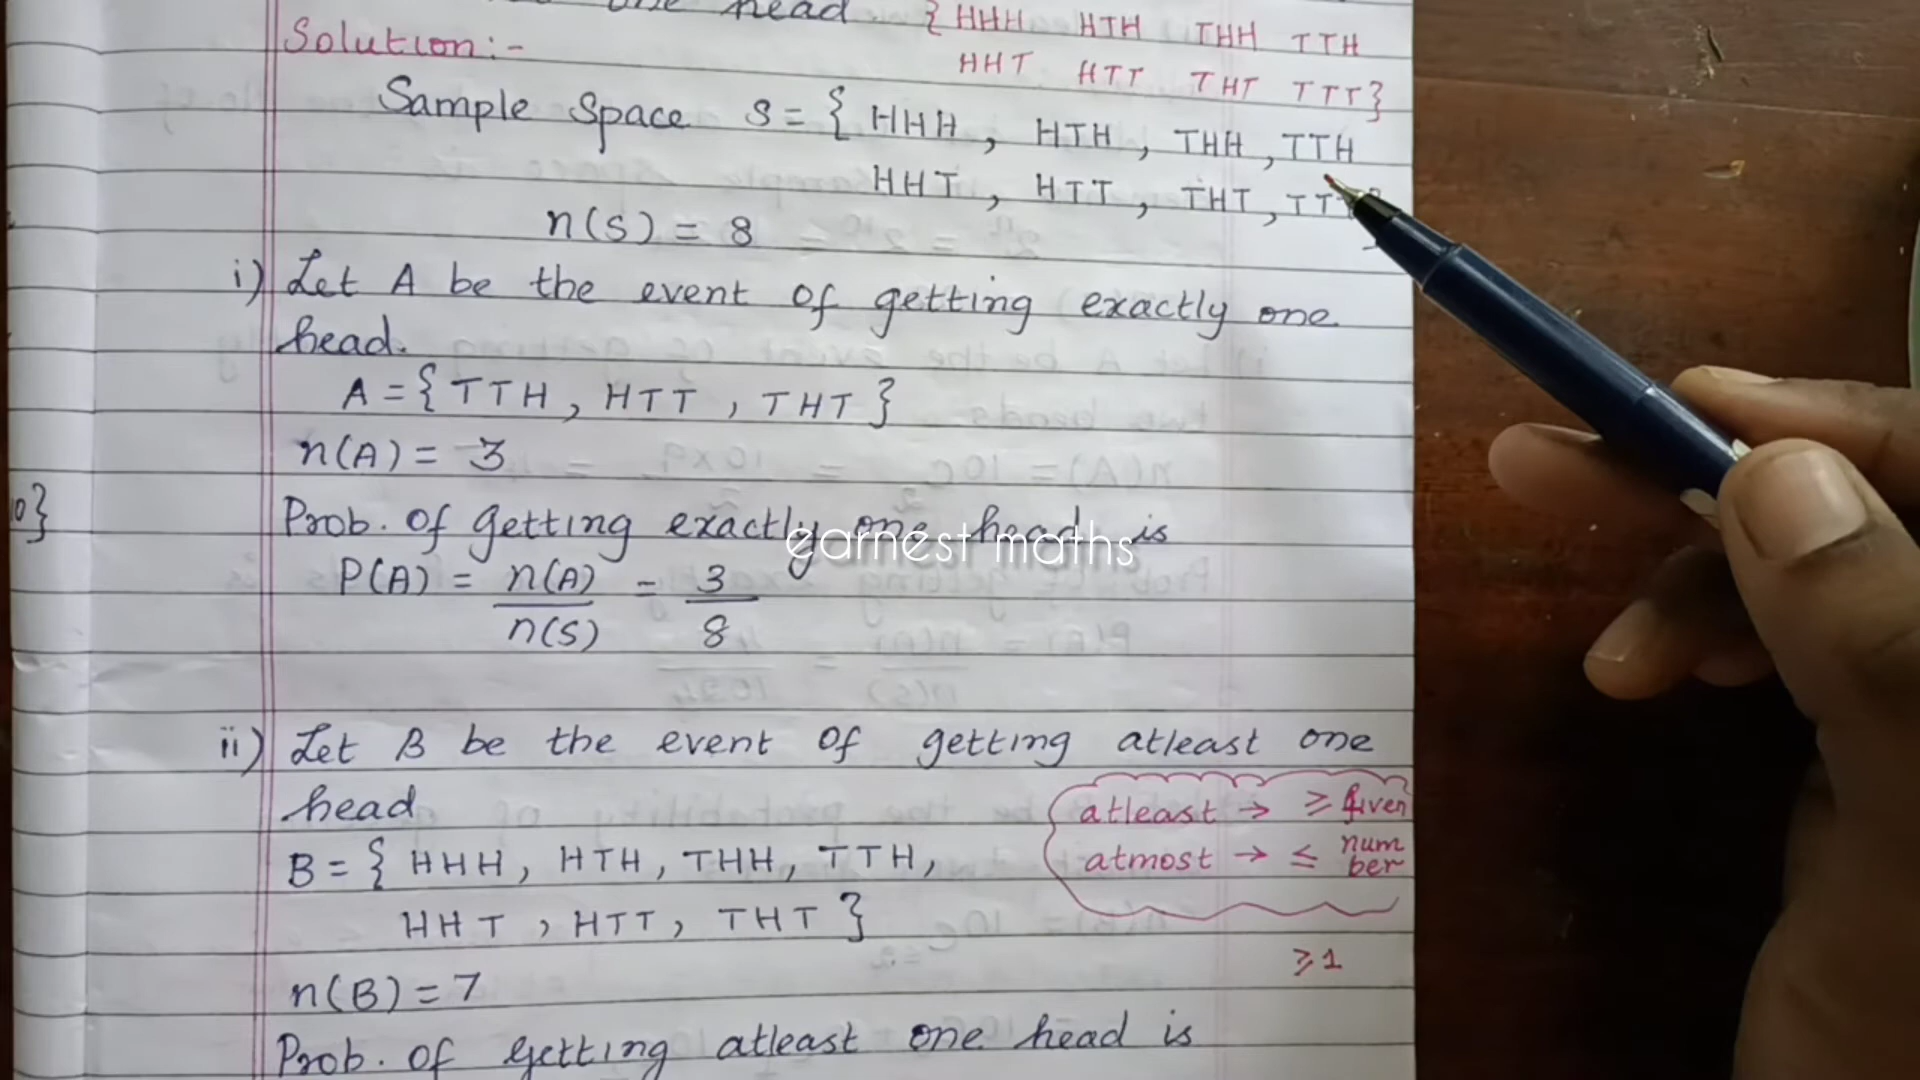 one head {HHH HTH THH TTH
Solution:-
HHT HTT THT TTT}
Sample Space S = { HHH , HTH , THH , TTH
HHT , HTT , THT , TTT}
n(S) = 8
i) Let A be the event of getting exactly one
head.
A = { TTH , HTT , THT }
n(A) = 3
Prob. of getting exactly one head is
earnest maths
P(A) = n(A) = 3
n(S) 8
ii) Let B be the event of getting atleast one
head
atleast → ≥ given
atmost → ≤ num
ber
B = { HHH , HTH , THH , TTH ,
HHT , HTT , THT }
≥1
n(B) = 7
Prob. of getting atleast one head is